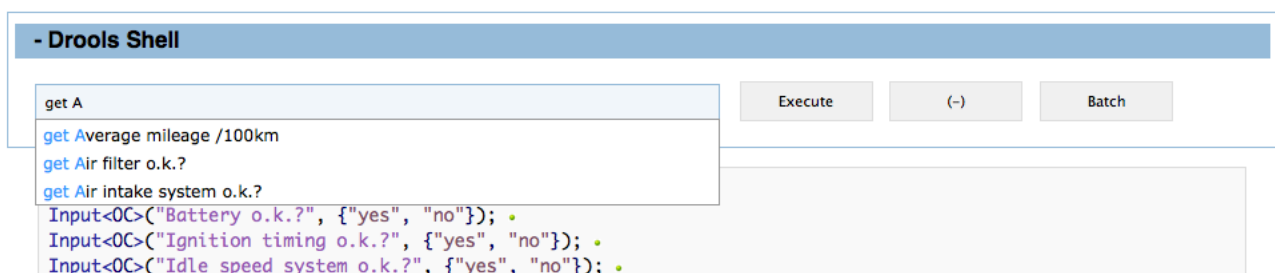 - Drools Shell
get A
Execute
(-)
Batch
get Average mileage /100km
get Air filter o.k.?
get Air intake system o.k.?
Input<OC>("Battery o.k.?", {"yes", "no"});
Input<OC>("Ignition timing o.k.?", {"yes", "no"});
Input<OC>("Idle speed system o.k.?", {"yes", "no"});